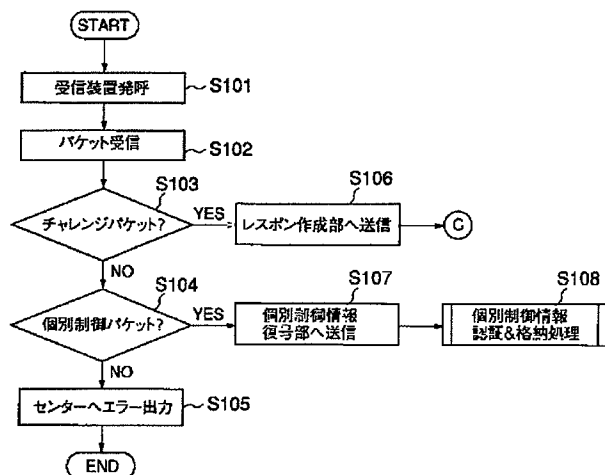 START
受信装置発呼
S101
パケット受信
S102
S103
チャレンジパケット?
YES
S106
レスポン作成部へ送信
G
NO
S104
個別制御パケット?
YES
S107
個別制御情報
復号部へ送信
S108
個別制御情報
認証&格納処理
NO
センターへエラー出力
S105
END